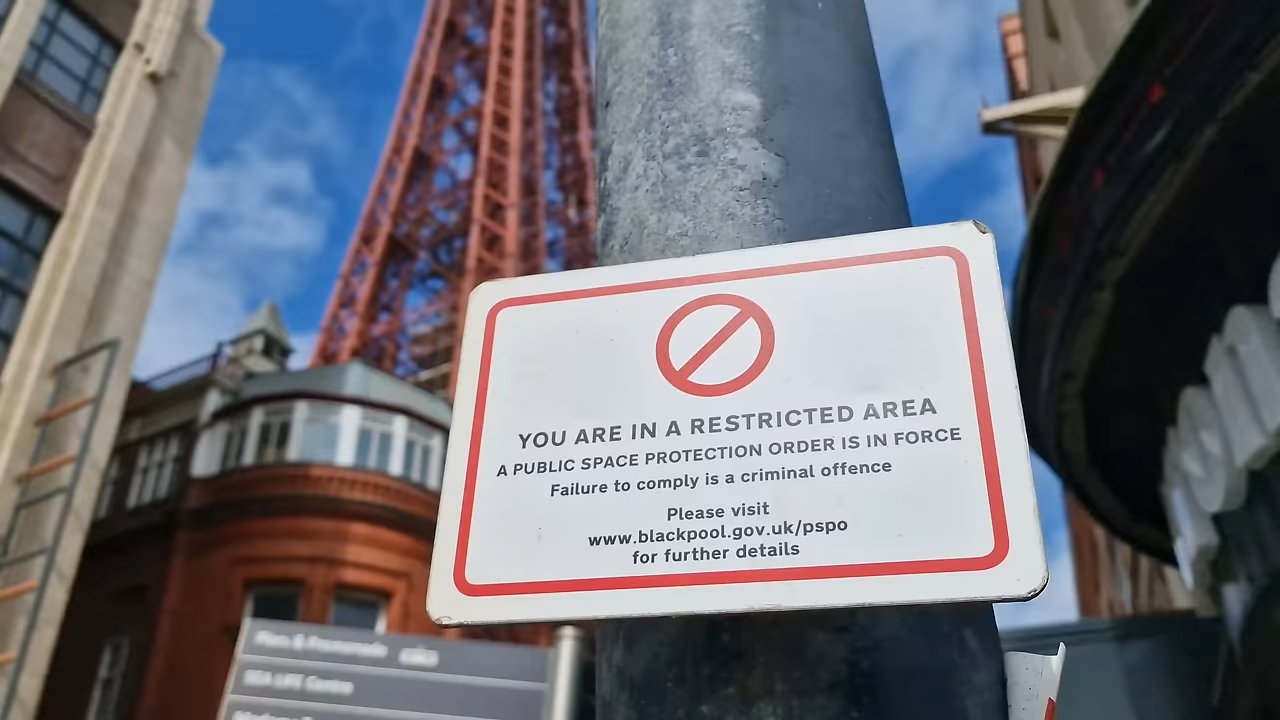 YOU ARE IN A RESTRICTED AREA
A PUBLIC SPACE PROTECTION ORDER IS IN FORCE
Failure to comply is a criminal offence
Please visit
www.blackpool.gov.uk/pspo
for further details
SEA LIFE Centre